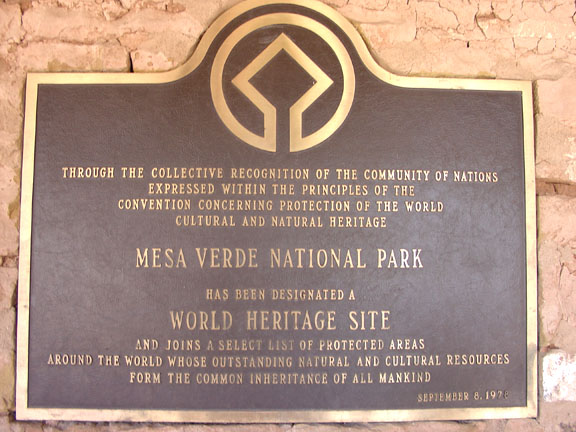 THROUGH THE COLLECTIVE RECOGNITION OF THE COMMUNITY OF NATIONS
EXPRESSED WITHIN THE PRINCIPLES OF THE
CONVENTION CONCERNING PROTECTION OF THE WORLD
CULTURAL AND NATURAL HERITAGE
MESA VERDE NATIONAL PARK
HAS BEEN DESIGNATED A
WORLD HERITAGE SITE
AND JOINS A SELECT LIST OF PROTECTED AREAS
AROUND THE WORLD WHOSE OUTSTANDING NATURAL AND CULTURAL RESOURCES
FORM THE COMMON INHERITANCE OF ALL MANKIND
SEPTEMBER 8, 1978